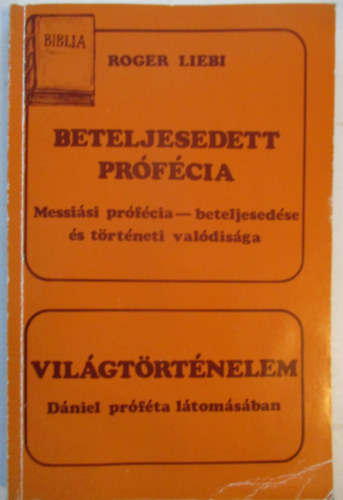 BIBLIA
ROGER LIEBI
BETELJESEDETT
PRÓFÉCIA
Messiási prófécia — beteljesedése
és történeti valódisága
VILÁGTÖRTÉNELEM
Dániel próféta látomásában